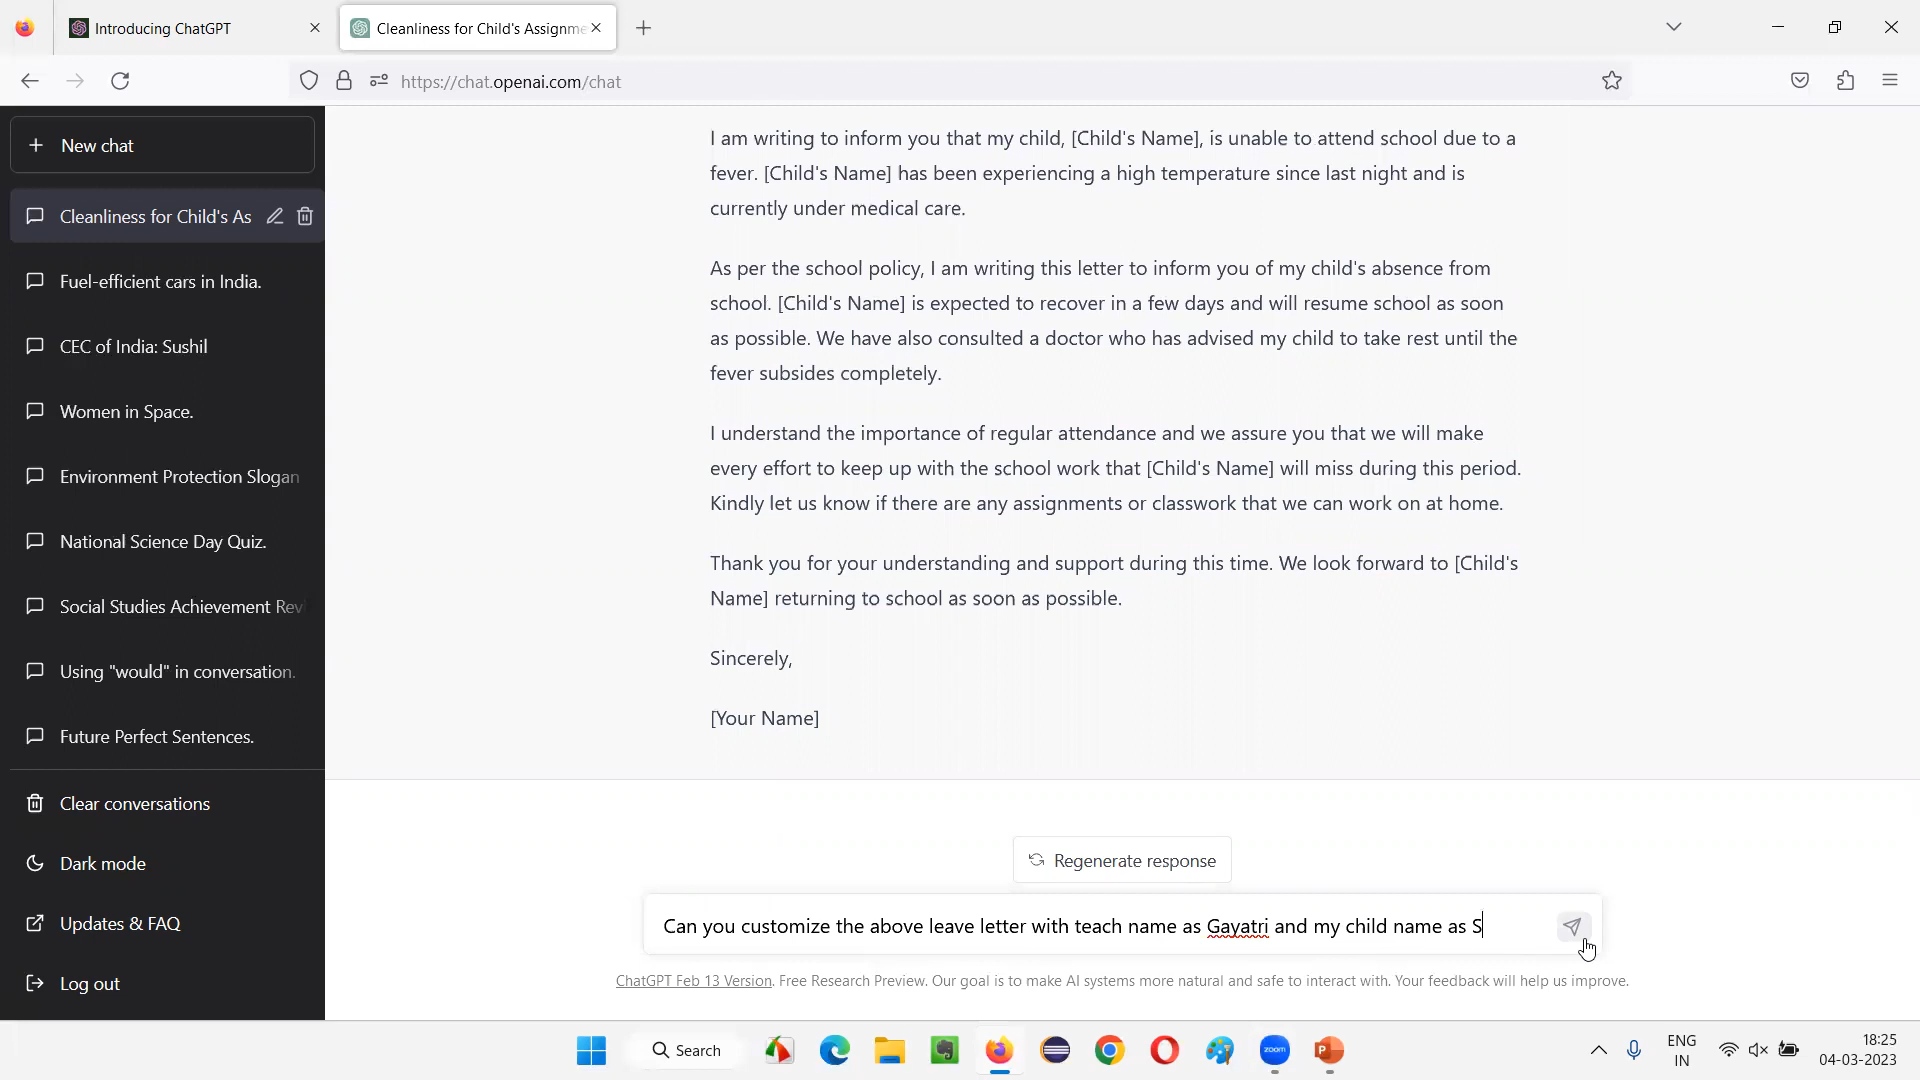 Introducing ChatGPT
Cleanliness for Child's Assignme
https://chat.openai.com/chat
New chat
Cleanliness for Child's As
Fuel-efficient cars in India.
CEC of India: Sushil
Women in Space.
Environment Protection Slogan
National Science Day Quiz.
Social Studies Achievement Rev
Using "would" in conversation.
Future Perfect Sentences.
Clear conversations
Dark mode
Updates & FAQ
Log out
I am writing to inform you that my child, [Child's Name], is unable to attend school due to a
fever. [Child's Name] has been experiencing a high temperature since last night and is
currently under medical care.
As per the school policy, I am writing this letter to inform you of my child's absence from
school. [Child's Name] is expected to recover in a few days and will resume school as soon
as possible. We have also consulted a doctor who has advised my child to take rest until the
fever subsides completely.
I understand the importance of regular attendance and we assure you that we will make
every effort to keep up with the school work that [Child's Name] will miss during this period.
Kindly let us know if there are any assignments or classwork that we can work on at home.
Thank you for your understanding and support during this time. We look forward to [Child's
Name] returning to school as soon as possible.
Sincerely,
[Your Name]
Regenerate response
Can you customize the above leave letter with teach name as Gayatri and my child name as S
ChatGPT Feb 13 Version. Free Research Preview. Our goal is to make AI systems more natural and safe to interact with. Your feedback will help us improve.
Search
zoom
ENG
IN
18:25
04-03-2023